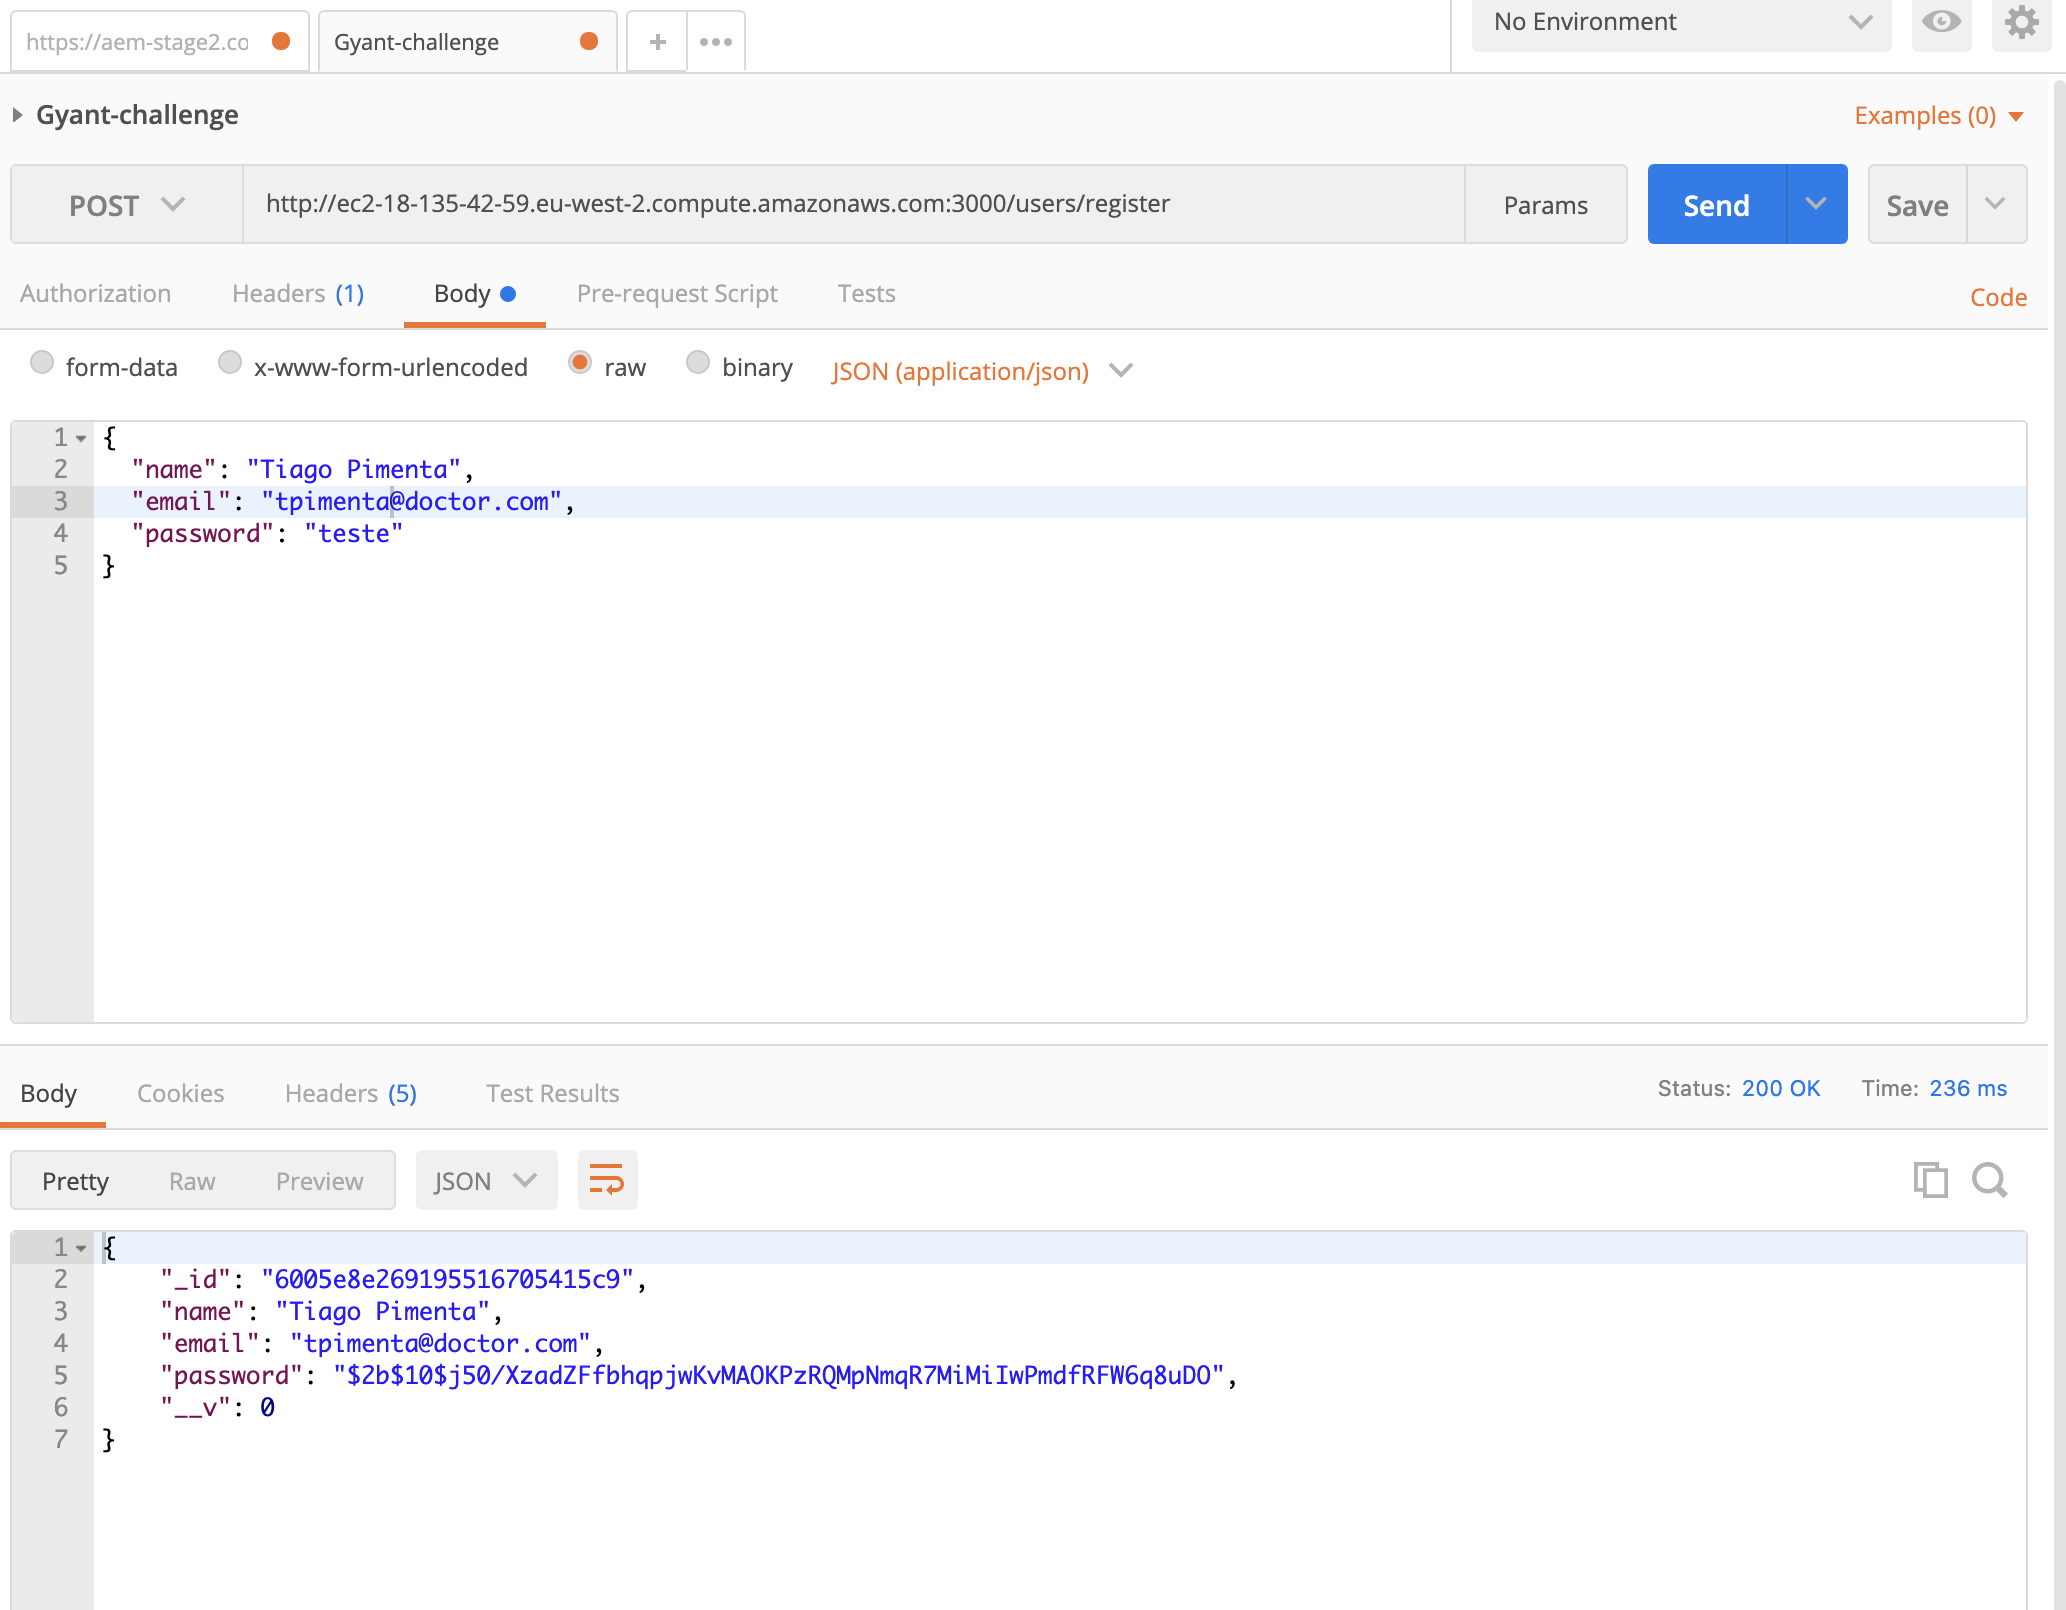 https://aem-stage2.co
Gyant-challenge
No Environment
Gyant-challenge
Examples (0)
POST
http://ec2-18-135-42-59.eu-west-2.compute.amazonaws.com:3000/users/register
Params
Send
Save
Authorization
Headers (1)
Body
Pre-request Script
Tests
Code
form-data
x-www-form-urlencoded
raw
binary
JSON (application/json)
1 {
2 "name": "Tiago Pimenta",
3 "email": "tpimenta@doctor.com",
4 "password": "teste"
5 }
Body
Cookies
Headers (5)
Test Results
Status: 200 OK
Time: 236 ms
Pretty
Raw
Preview
JSON
1 {
2 "_id": "6005e8e269195516705415c9",
3 "name": "Tiago Pimenta",
4 "email": "tpimenta@doctor.com",
5 "password": "$2b$10$j50/XzadZFfbhqpjwKvMAOKPzRQMpNmqR7MiMiIwPmdfRFW6q8uDO",
6 "__v": 0
7 }